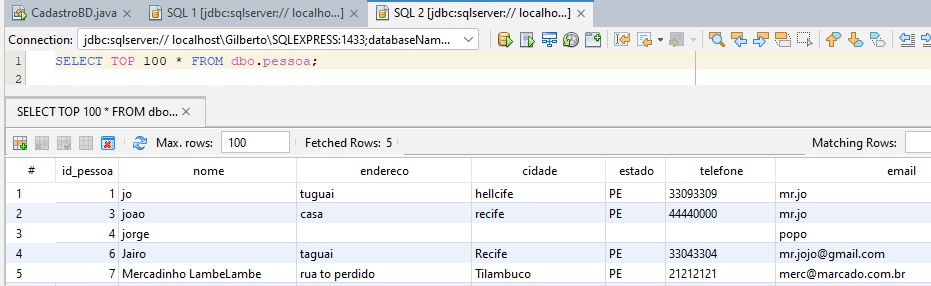 CadastroBD.java SQL 1 [jdbc:sqlserver:// localho...] SQL 2 [jdbc:sqlserver:// localho...]
Connection: jdbc:sqlserver:// localhost\Gilberto\SQLEXPRESS:1433;databaseNam...
1 SELECT TOP 100 * FROM dbo.pessoa;
2
SELECT TOP 100 * FROM dbo...
Max. rows: 100 Fetched Rows: 5 Matching Rows:
# id_pessoa nome endereco cidade estado telefone email
1 1 jo tuguai hellcife PE 33093309 mr.jo
2 3 joao casa recife PE 44440000 mr.jo
3 4 jorge popo
4 6 Jairo taguai Recife PE 33043304 mr.jojo@gmail.com
5 7 Mercadinho LambeLambe rua to perdido Tilambuco PE 21212121 merc@marcado.com.br